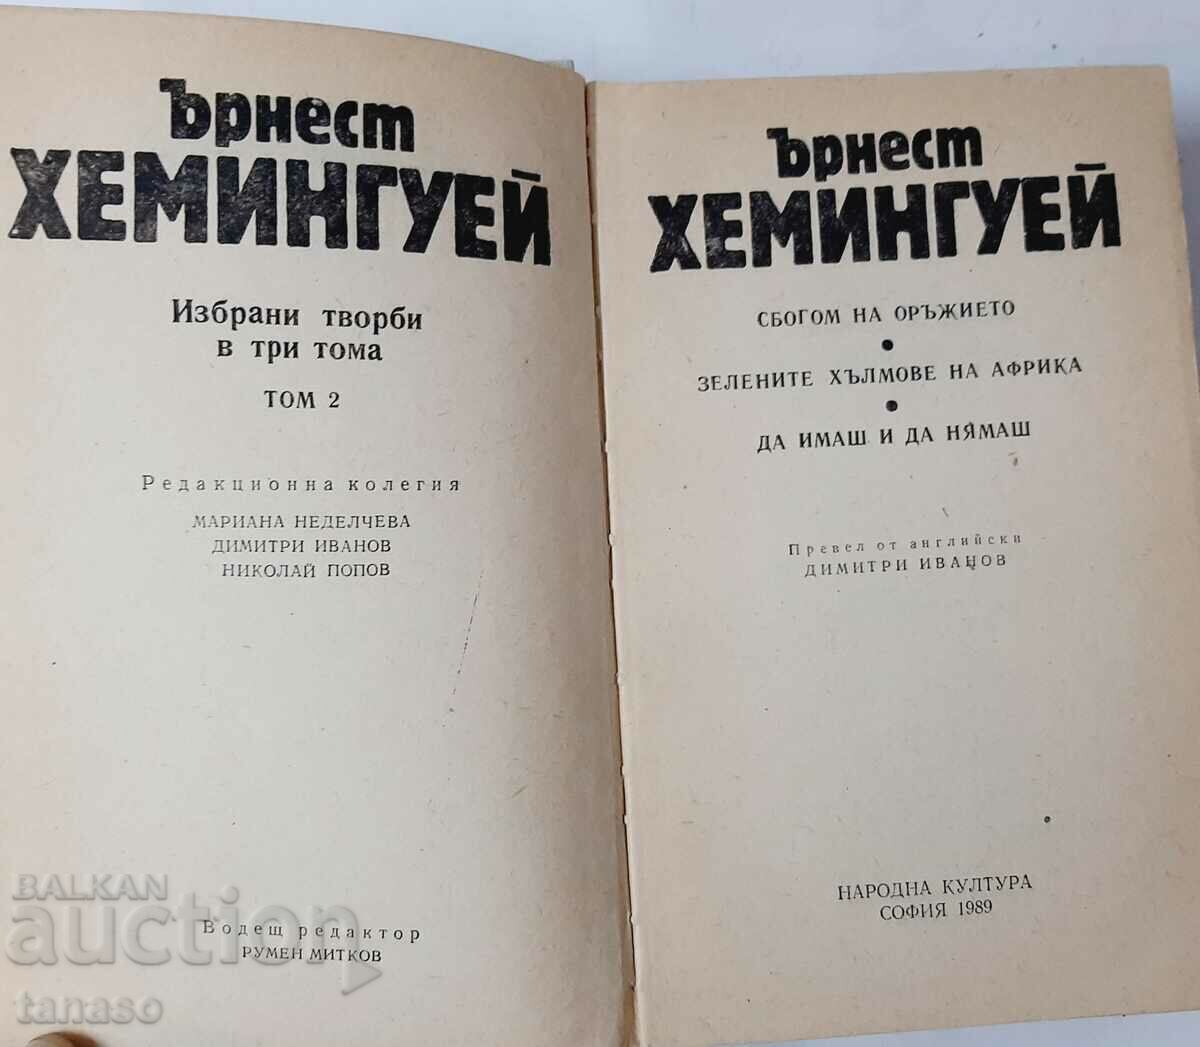 Ърнест
ХЕМИНГУЕЙ
Избрани творби
в три тома
ТОМ 2
Редакционна колегия
МАРИАНА НЕДЕЛЧЕВА
ДИМИТРИ ИВАНОВ
НИКОЛАЙ ПОПОВ
Водещ редактор
РУМЕН МИТКОВ
Ърнест
ХЕМИНГУЕЙ
СБОГОМ НА ОРЪЖИЕТО
•
ЗЕЛЕНИТЕ ХЪЛМОВЕ НА АФРИКА
•
ДА ИМАШ И ДА НЯМАШ
Превел от английски
ДИМИТРИ ИВАНОВ
НАРОДНА КУЛТУРА
СОФИЯ 1989
BALKAN
auction
tanaso